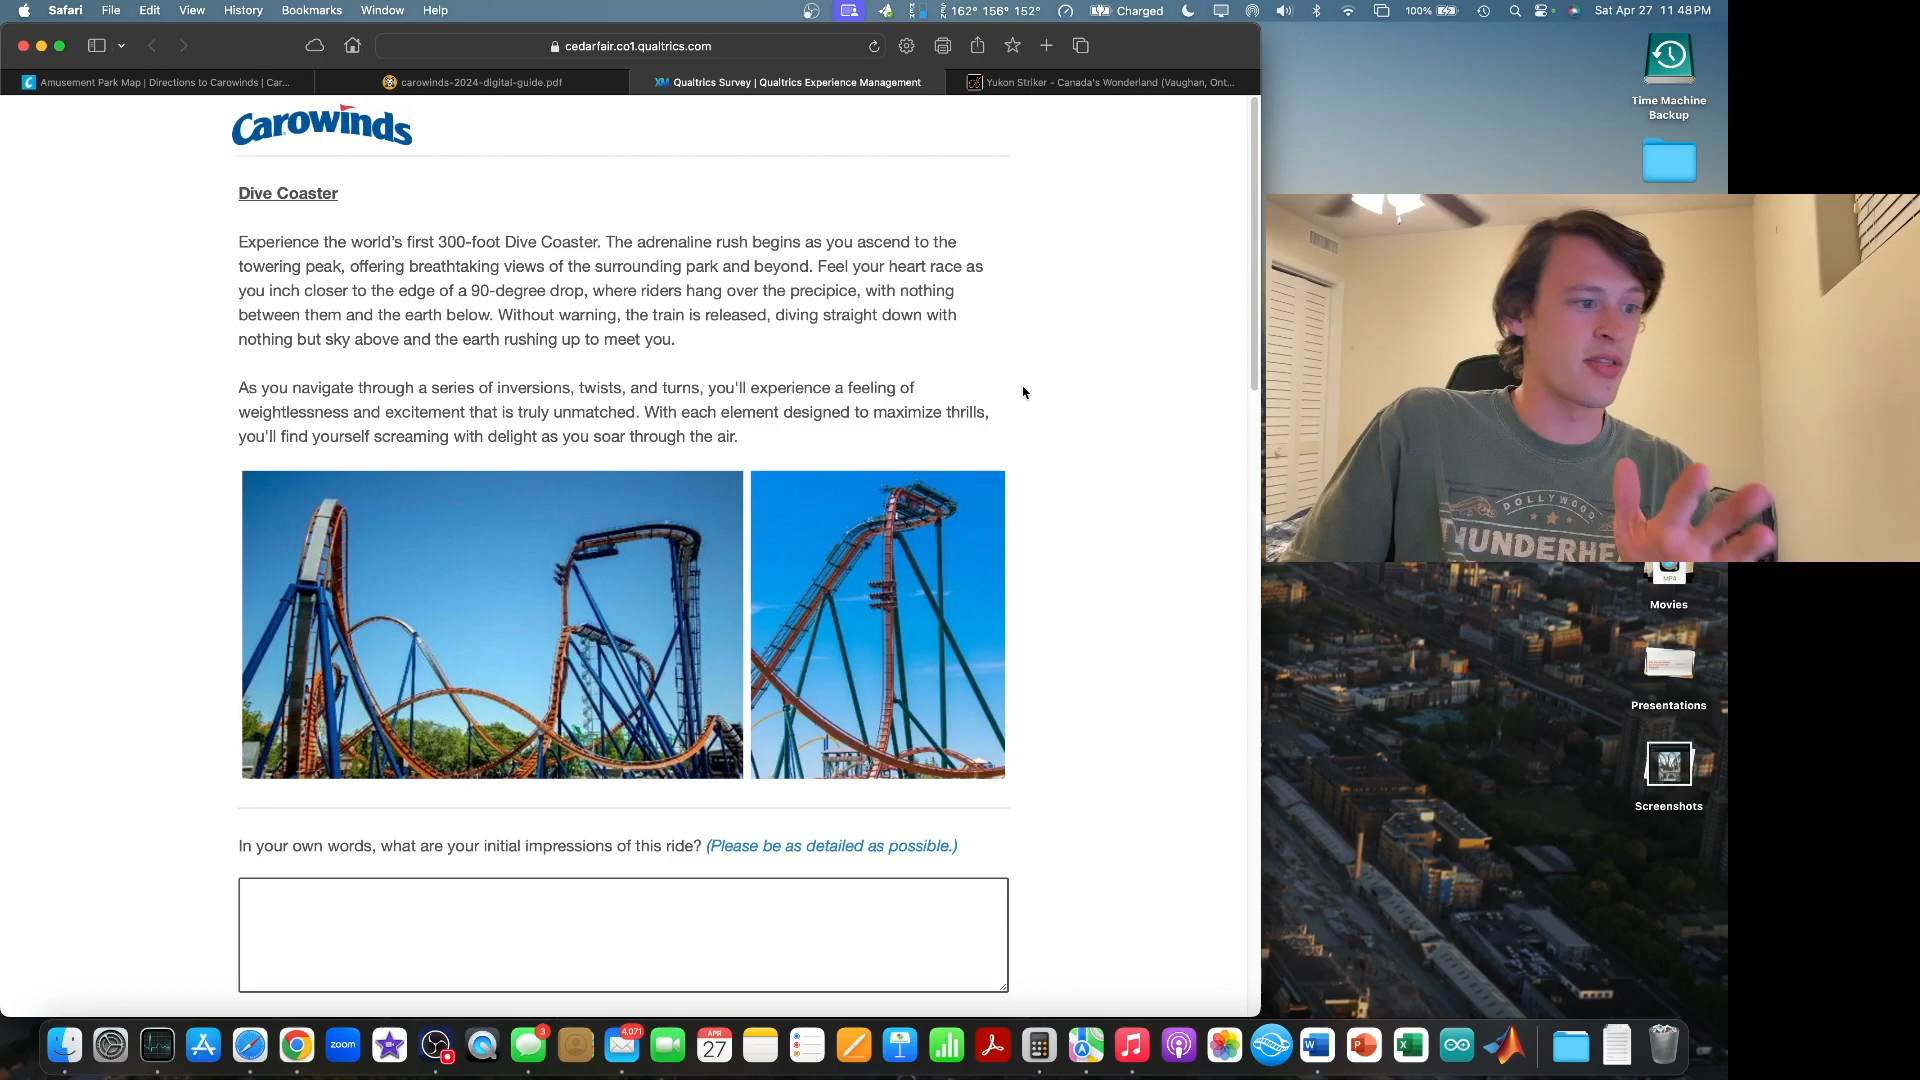 Safari File Edit View History Bookmarks Window Help
162° 156° 152° Charged 100% Sat Apr 27 11:48 PM
cedarfair.co1.qualtrics.com
Amusement Park Map | Directions to Carowinds | Car...
carowinds-2024-digital-guide.pdf
XM Qualtrics Survey | Qualtrics Experience Management
Yukon Striker - Canada's Wonderland (Vaughan, Ont...
Carowinds
Dive Coaster
Experience the world's first 300-foot Dive Coaster. The adrenaline rush begins as you ascend to the
towering peak, offering breathtaking views of the surrounding park and beyond. Feel your heart race as
you inch closer to the edge of a 90-degree drop, where riders hang over the precipice, with nothing
between them and the earth below. Without warning, the train is released, diving straight down with
nothing but sky above and the earth rushing up to meet you.
As you navigate through a series of inversions, twists, and turns, you'll experience a feeling of
weightlessness and excitement that is truly unmatched. With each element designed to maximize thrills,
you'll find yourself screaming with delight as you soar through the air.
In your own words, what are your initial impressions of this ride? (Please be as detailed as possible.)
Time Machine
Backup
DOLLYWOOD
MP4
Movies
Presentations
Screenshots
zoom
3
4,071
APR
27